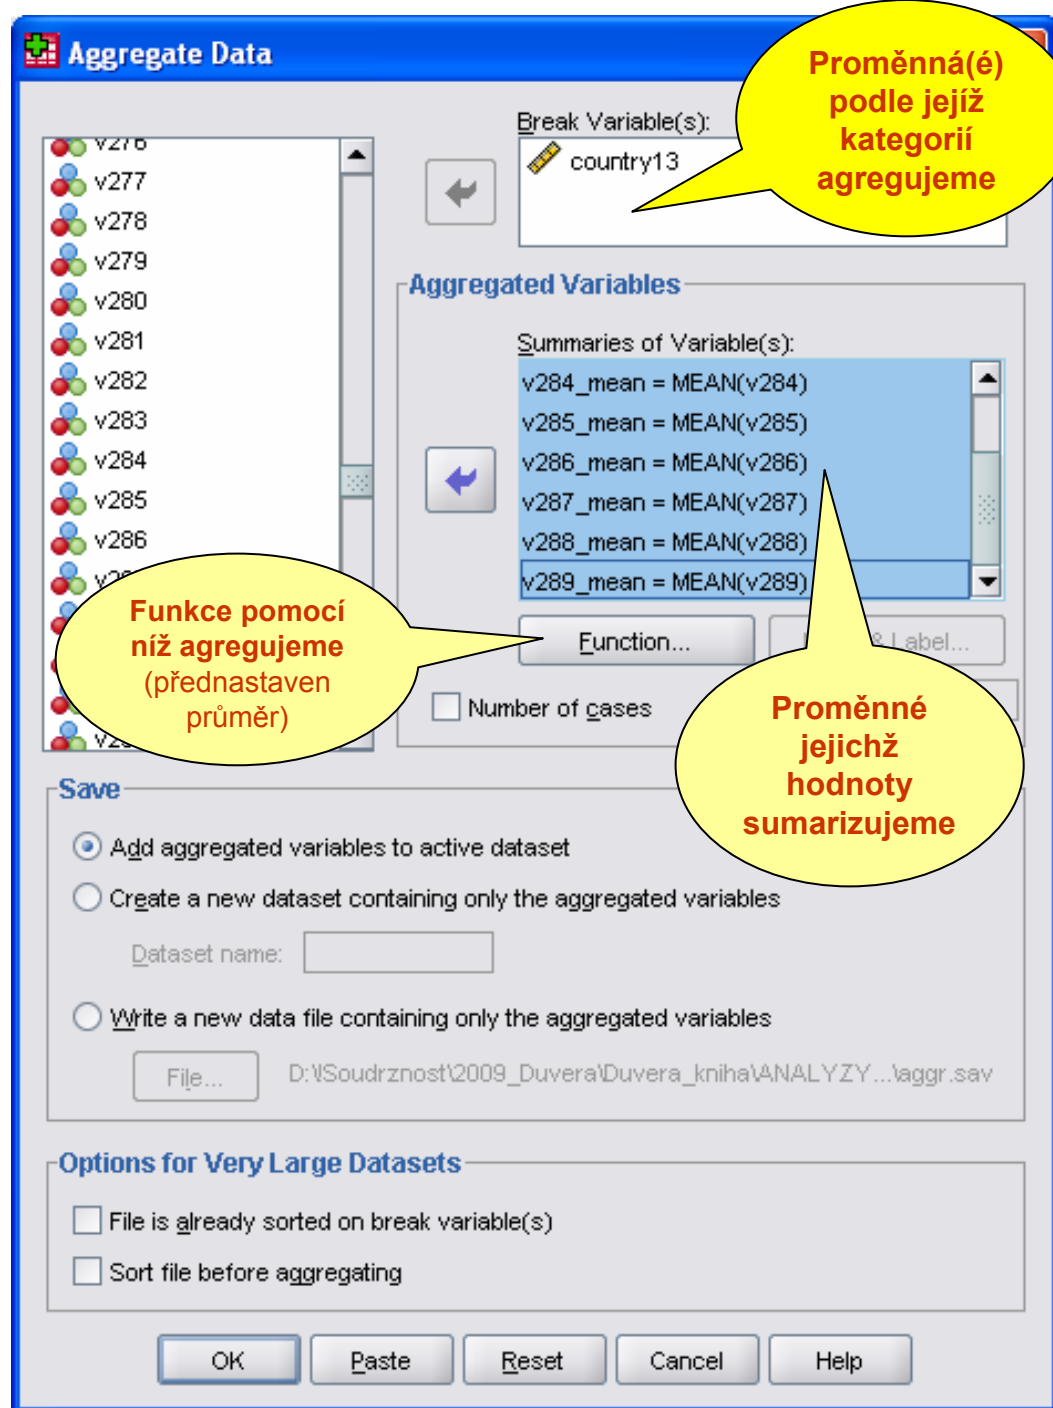 Aggregate Data
Proměnná(é)
podle jejíž
kategorií
agregujeme
Break Variable(s):
country13
v276
v277
v278
v279
v280
v281
v282
v283
v284
v285
v286
Aggregated Variables
Summaries of Variable(s):
v284_mean = MEAN(v284)
v285_mean = MEAN(v285)
v286_mean = MEAN(v286)
v287_mean = MEAN(v287)
v288_mean = MEAN(v288)
v289_mean = MEAN(v289)
Funkce pomocí
níž agregujeme
(přednastaven
průměr)
Function...
& Label...
Number of cases
Proměnné
jejichž
hodnoty
sumarizujeme
Save
Add aggregated variables to active dataset
Create a new dataset containing only the aggregated variables
Dataset name:
Write a new data file containing only the aggregated variables
File...
D:\ISoudrznost\2009_Duvera\Duvera_kniha\ANALYZY...\aggr.sav
Options for Very Large Datasets
File is already sorted on break variable(s)
Sort file before aggregating
OK
Paste
Reset
Cancel
Help